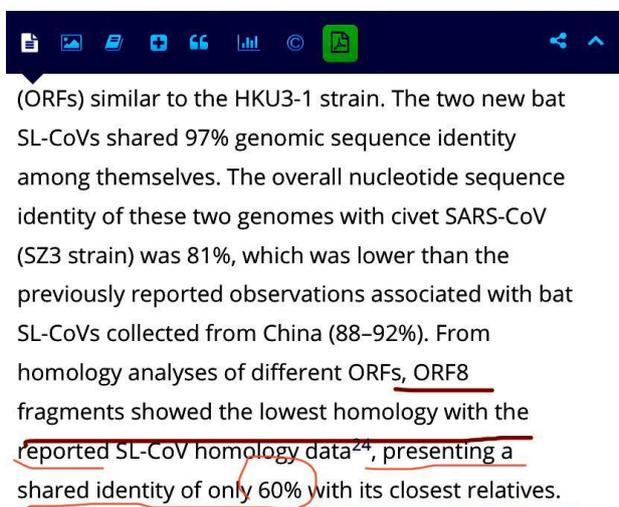 (ORFs) similar to the HKU3-1 strain. The two new bat
SL-CoVs shared 97% genomic sequence identity
among themselves. The overall nucleotide sequence
identity of these two genomes with civet SARS-CoV
(SZ3 strain) was 81%, which was lower than the
previously reported observations associated with bat
SL-CoVs collected from China (88–92%). From
homology analyses of different ORFs, ORF8
fragments showed the lowest homology with the
reported SL-CoV homology data24, presenting a
shared identity of only 60% with its closest relatives.